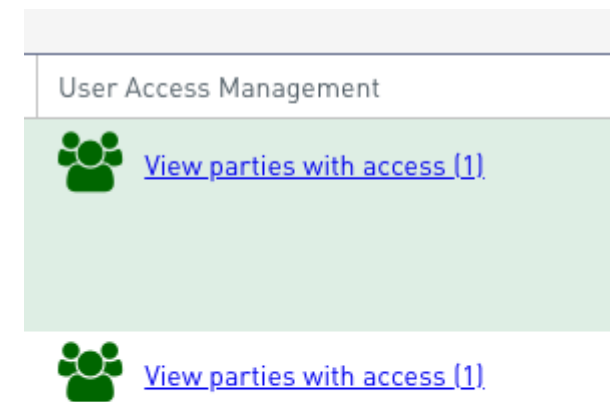 User Access Management
View parties with access (1)
View parties with access (1)